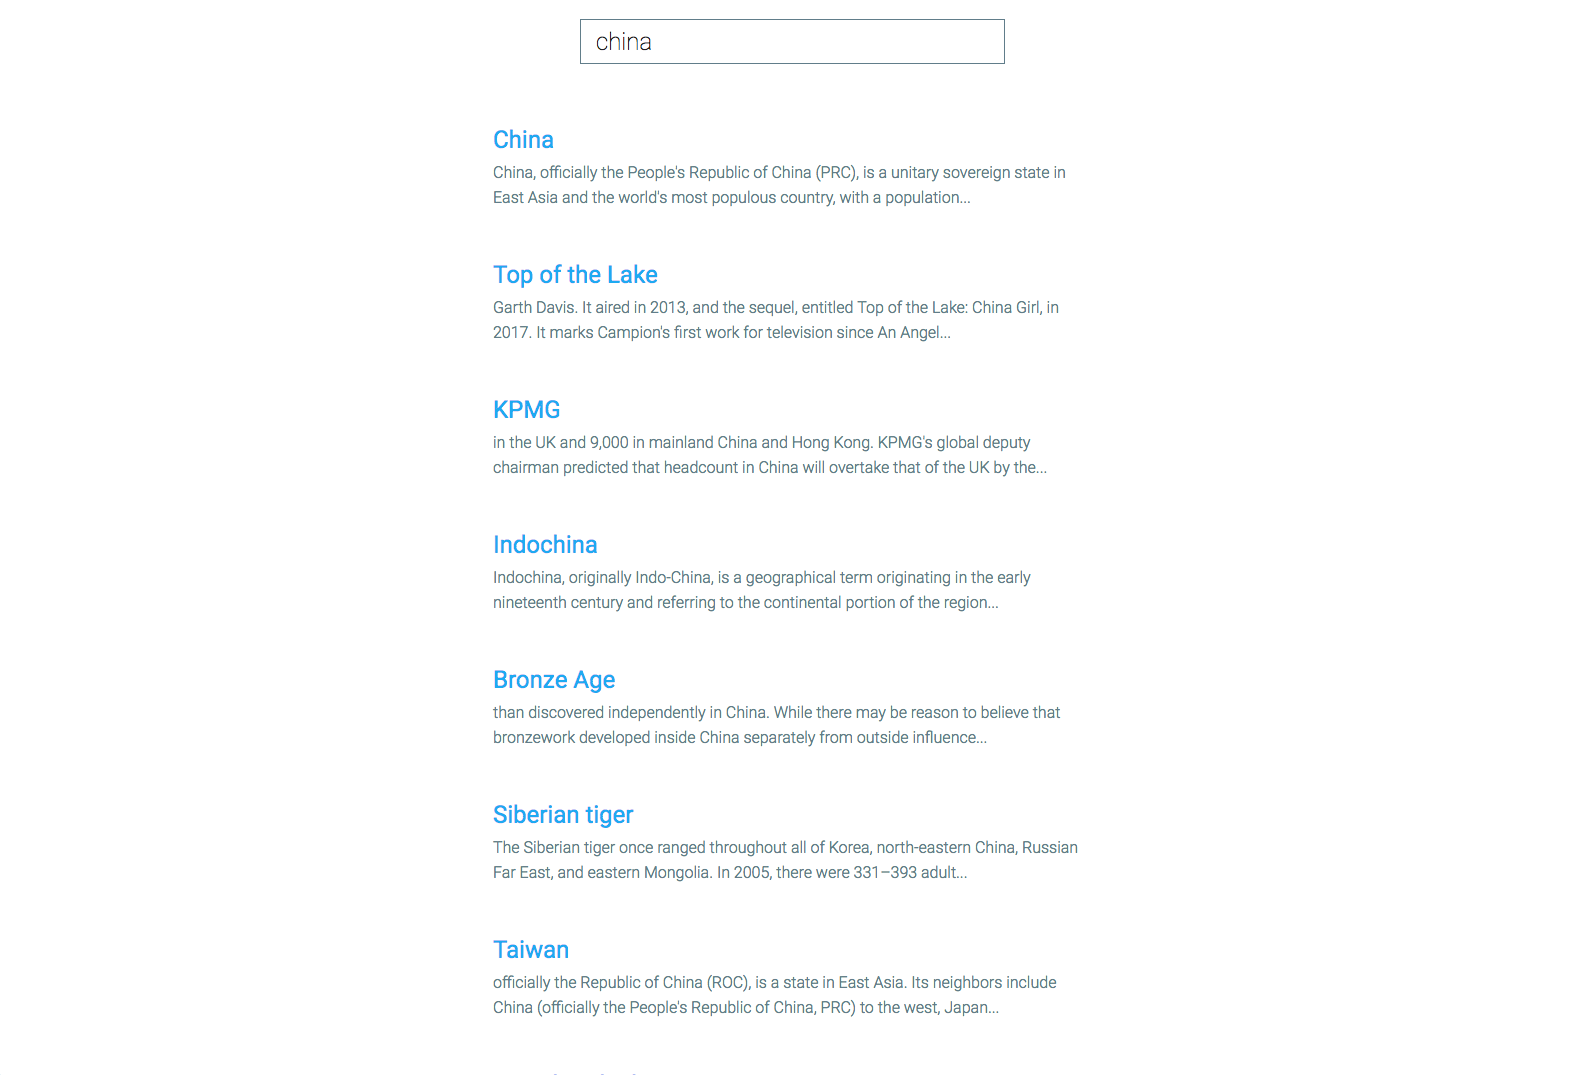 china
China
China, officially the People's Republic of China (PRC), is a unitary sovereign state in
East Asia and the world's most populous country, with a population...
Top of the Lake
Garth Davis. It aired in 2013, and the sequel, entitled Top of the Lake: China Girl, in
2017. It marks Campion's first work for television since An Angel...
KPMG
in the UK and 9,000 in mainland China and Hong Kong. KPMG's global deputy
chairman predicted that headcount in China will overtake that of the UK by the...
Indochina
Indochina, originally Indo-China, is a geographical term originating in the early
nineteenth century and referring to the continental portion of the region...
Bronze Age
than discovered independently in China. While there may be reason to believe that
bronzework developed inside China separately from outside influence...
Siberian tiger
The Siberian tiger once ranged throughout all of Korea, north-eastern China, Russian
Far East, and eastern Mongolia. In 2005, there were 331–393 adult...
Taiwan
officially the Republic of China (ROC), is a state in East Asia. Its neighbors include
China (officially the People's Republic of China, PRC) to the west, Japan...